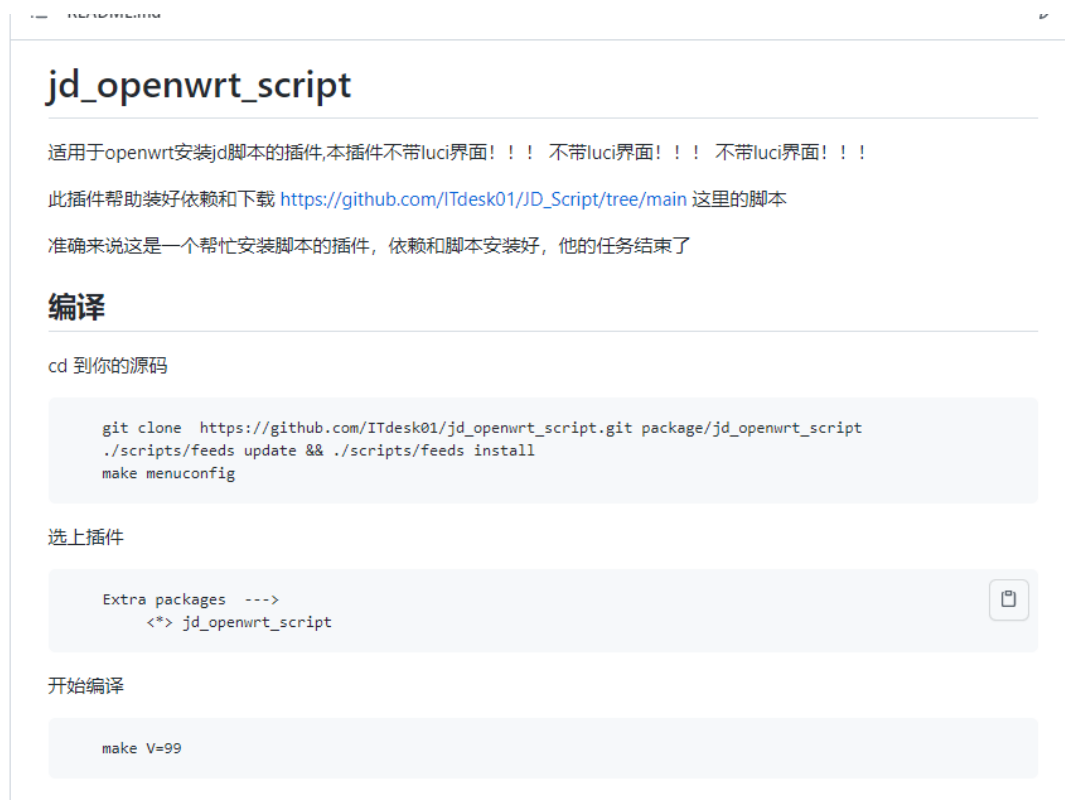 README.md
jd_openwrt_script
适用于openwrt安装jd脚本的插件,本插件不带luci界面！！！ 不带luci界面！！！ 不带luci界面！！！
此插件帮助装好依赖和下载 https://github.com/ITdesk01/JD_Script/tree/main 这里的脚本
准确来说这是一个帮忙安装脚本的插件，依赖和脚本安装好，他的任务结束了
编译
cd 到你的源码
git clone  https://github.com/ITdesk01/jd_openwrt_script.git package/jd_openwrt_script
./scripts/feeds update && ./scripts/feeds install
make menuconfig
选上插件
Extra packages  --->
<*> jd_openwrt_script
开始编译
make V=99